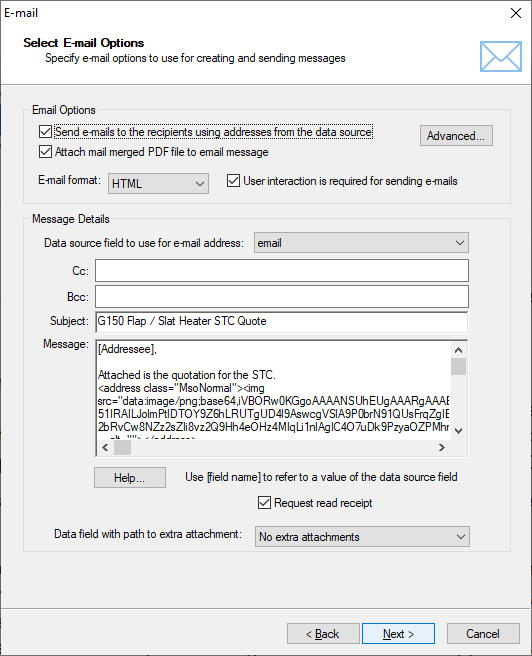 E-mail
Select E-mail Options
Specify e-mail options to use for creating and sending messages
Email Options
Send e-mails to the recipients using addresses from the data source
Advanced...
Attach mail merged PDF file to email message
E-mail format: HTML
User interaction is required for sending e-mails
Message Details
Data source field to use for e-mail address: email
Cc:
Bcc:
Subject: G150 Flap / Slat Heater STC Quote
Message: [Addressee],
Attached is the quotation for the STC.
<address class="MsoNormal"><img
src="data:image/png;base64,
Help...
Use [field name] to refer to a value of the data source field
Request read receipt
Data field with path to extra attachment: No extra attachments
< Back
Next >
Cancel